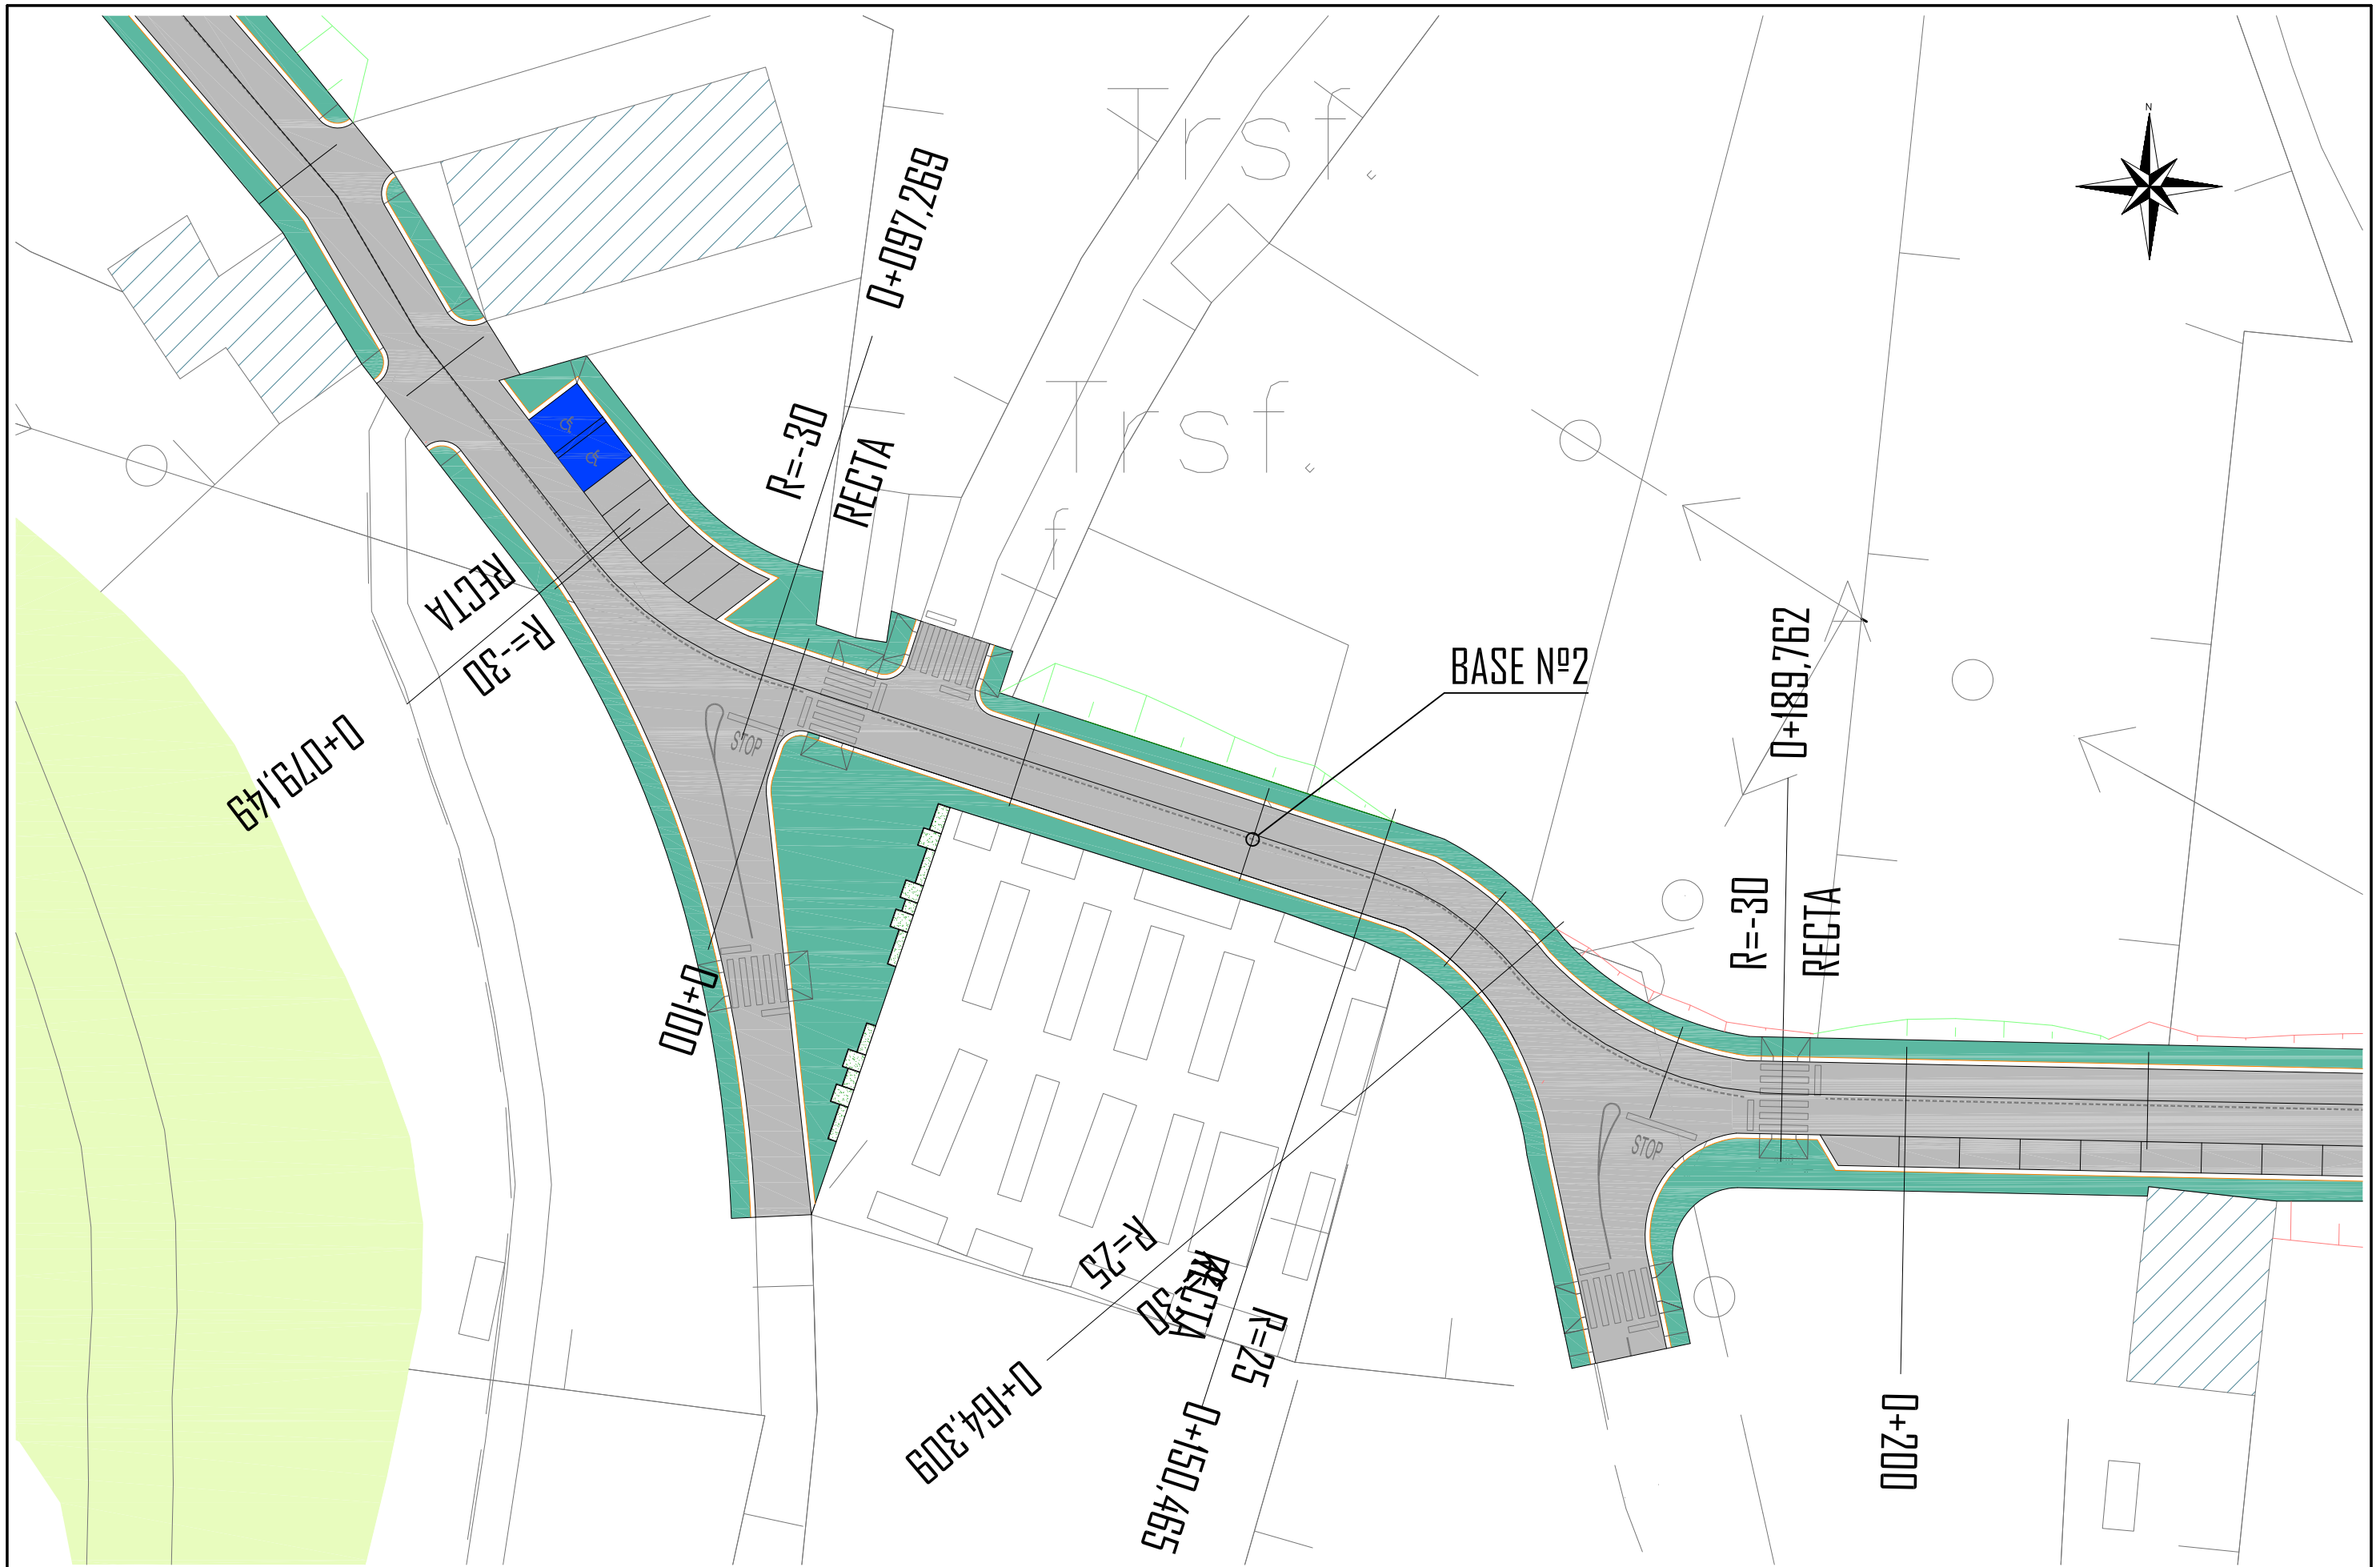 N
Trsf.
0+097,269
R=-30
RECTA
Trsf.
f
RECTA
R=-30
0+079,149
BASE Nº2
0+189,762
R=-30
RECTA
STOP
0+100
STOP
R=25
R=-30
RECTA
R=25
0+164,309
0+150,465
0+200